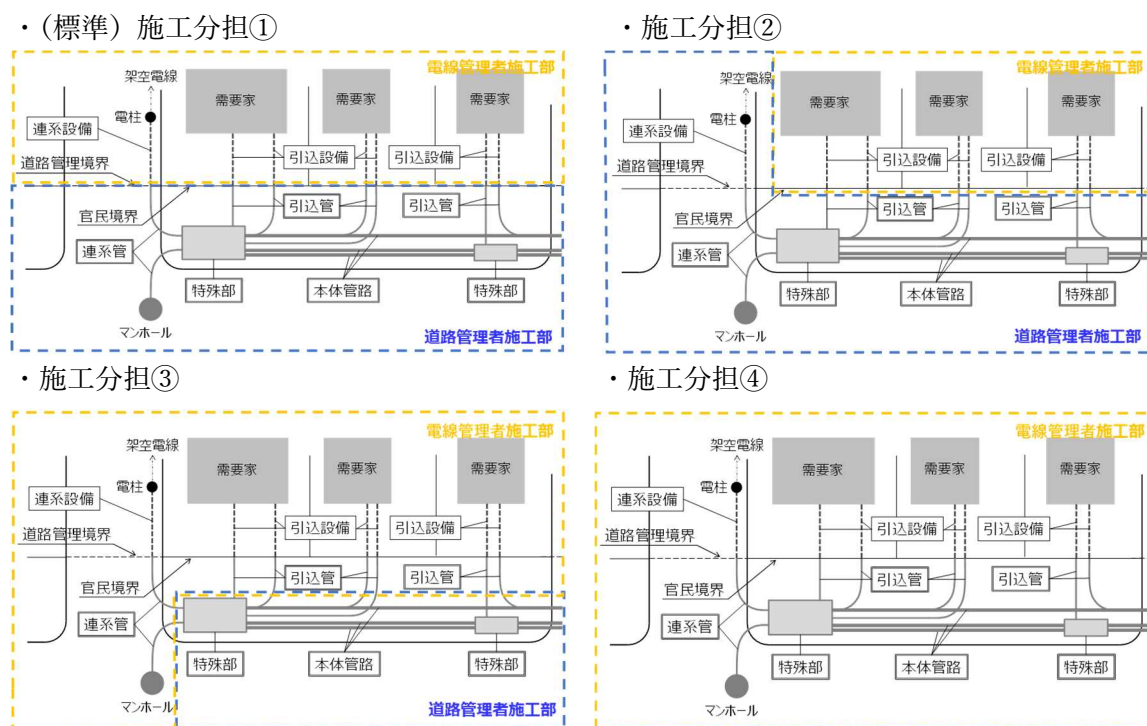 ・(標準) 施工分担①
電線管理者施工部
架空電線
需要家
需要家
需要家
電柱
連系設備
引込設備
引込設備
道路管理境界
官民境界
引込管
引込管
連系管
特殊部
本体管路
特殊部
マンホール
道路管理者施工部
・施工分担②
電線管理者施工部
架空電線
需要家
需要家
需要家
電柱
連系設備
引込設備
引込設備
道路管理境界
官民境界
引込管
引込管
連系管
特殊部
本体管路
特殊部
マンホール
道路管理者施工部
・施工分担③
電線管理者施工部
架空電線
需要家
需要家
需要家
電柱
連系設備
引込設備
引込設備
道路管理境界
官民境界
引込管
引込管
連系管
特殊部
本体管路
特殊部
マンホール
道路管理者施工部
・施工分担④
電線管理者施工部
架空電線
需要家
需要家
需要家
電柱
連系設備
引込設備
引込設備
道路管理境界
官民境界
引込管
引込管
連系管
特殊部
本体管路
特殊部
マンホール